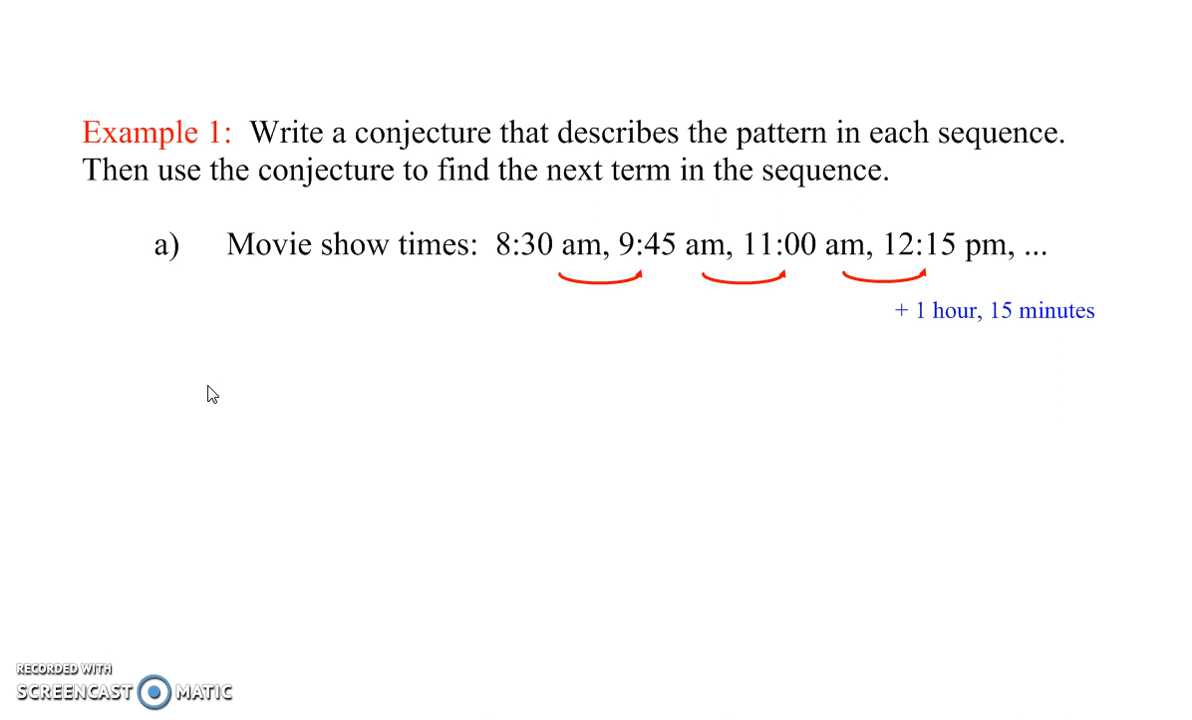 Example 1: Write a conjecture that describes the pattern in each sequence.
Then use the conjecture to find the next term in the sequence.
a) Movie show times: 8:30 am, 9:45 am, 11:00 am, 12:15 pm, ...
+ 1 hour, 15 minutes
RECORDED WITH
SCREENCAST MATIC